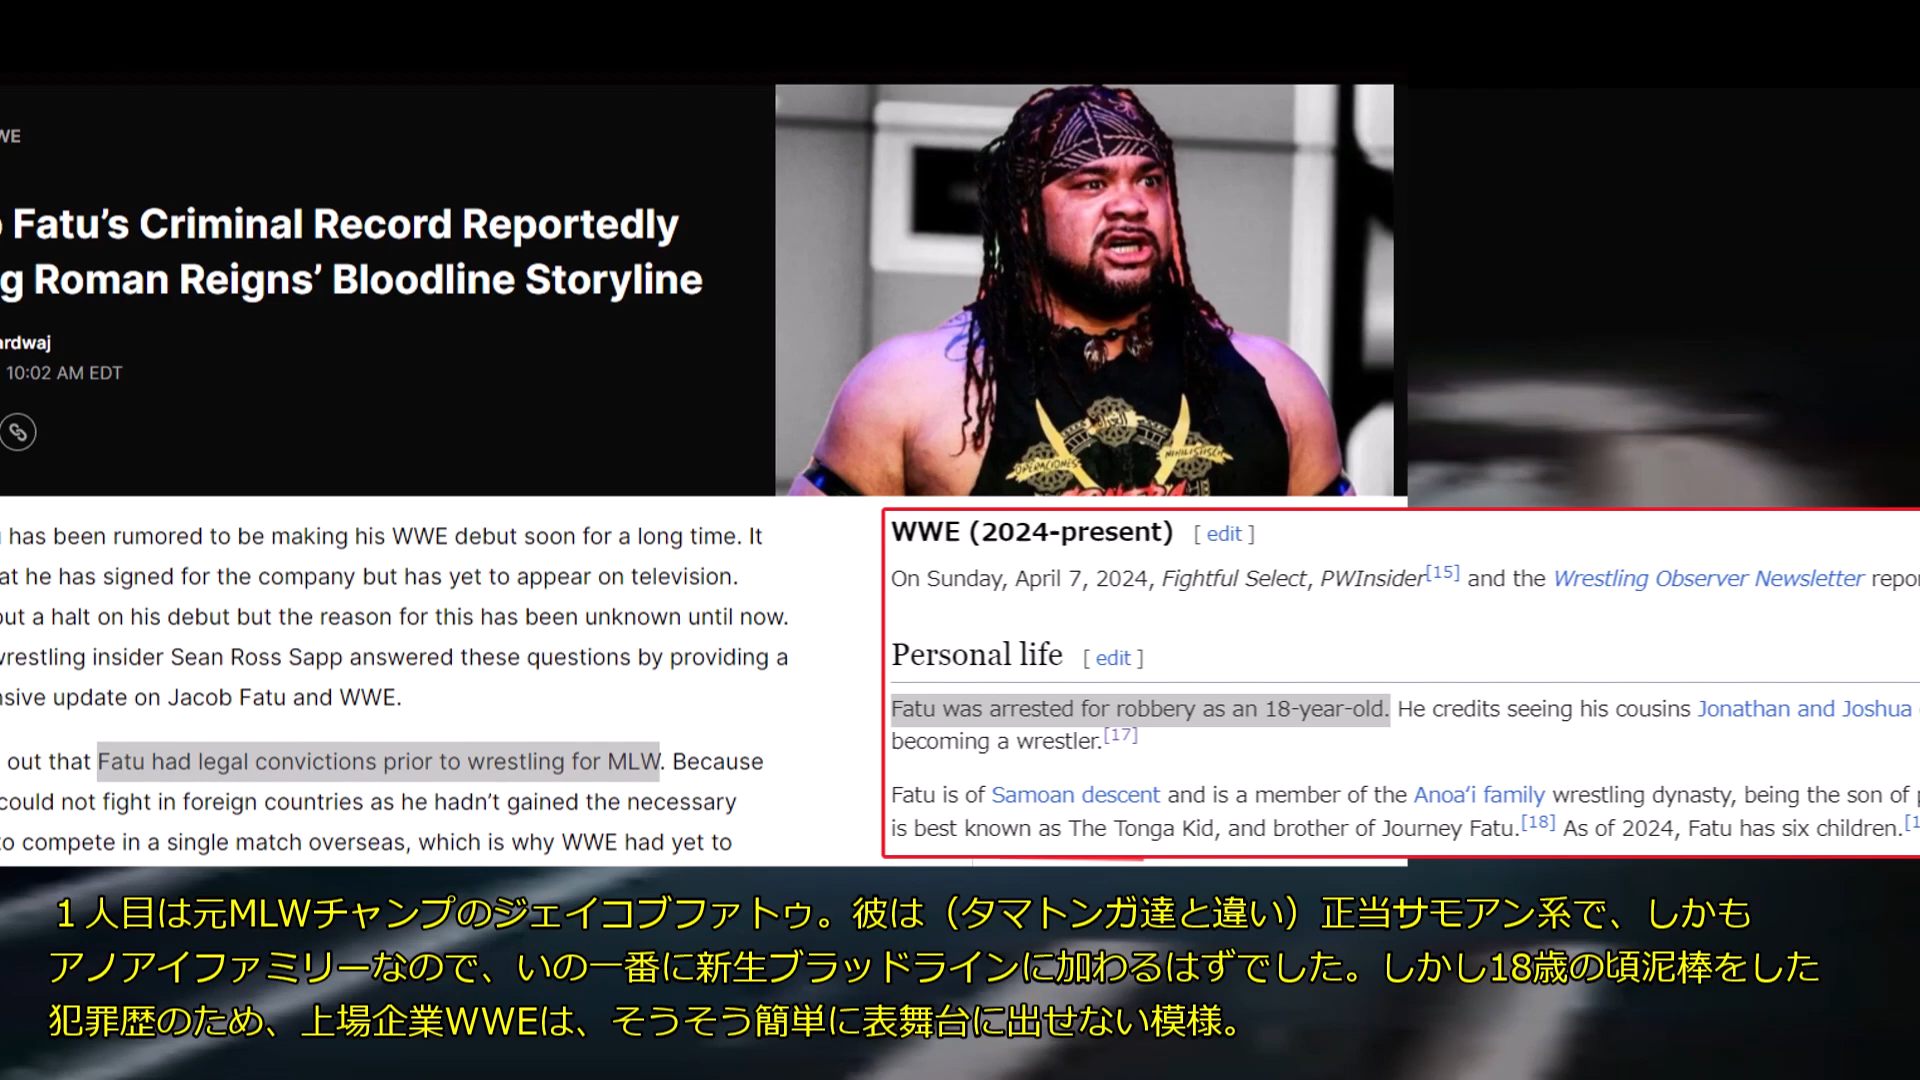 WE
Fatu’s Criminal Record Reportedly
g Roman Reigns’ Bloodline Storyline
ardwaj
10:02 AM EDT
OPERACIONES
NIHILISTISCH
has been rumored to be making his WWE debut soon for a long time. It
at he has signed for the company but has yet to appear on television.
out a halt on his debut but the reason for this has been unknown until now.
wrestling insider Sean Ross Sapp answered these questions by providing a
nsive update on Jacob Fatu and WWE.
out that Fatu had legal convictions prior to wrestling for MLW. Because
could not fight in foreign countries as he hadn’t gained the necessary
to compete in a single match overseas, which is why WWE had yet to
WWE (2024-present) [ edit ]
On Sunday, April 7, 2024, Fightful Select, PWInsider[15] and the Wrestling Observer Newsletter repor
Personal life [ edit ]
Fatu was arrested for robbery as an 18-year-old. He credits seeing his cousins Jonathan and Joshua
becoming a wrestler.[17]
Fatu is of Samoan descent and is a member of the Anoa‘i family wrestling dynasty, being the son of p
is best known as The Tonga Kid, and brother of Journey Fatu.[18] As of 2024, Fatu has six children.[1
１人目は元MLWチャンプのジェイコブファトゥ。彼は（タマトンガ達と違い）正当サモアン系で、しかも
アノアイファミリーなので、いの一番に新生ブラッドラインに加わるはずでした。しかし18歳の頃泥棒をした
犯罪歴のため、上場企業WWEは、そうそう簡単に表舞台に出せない模様。